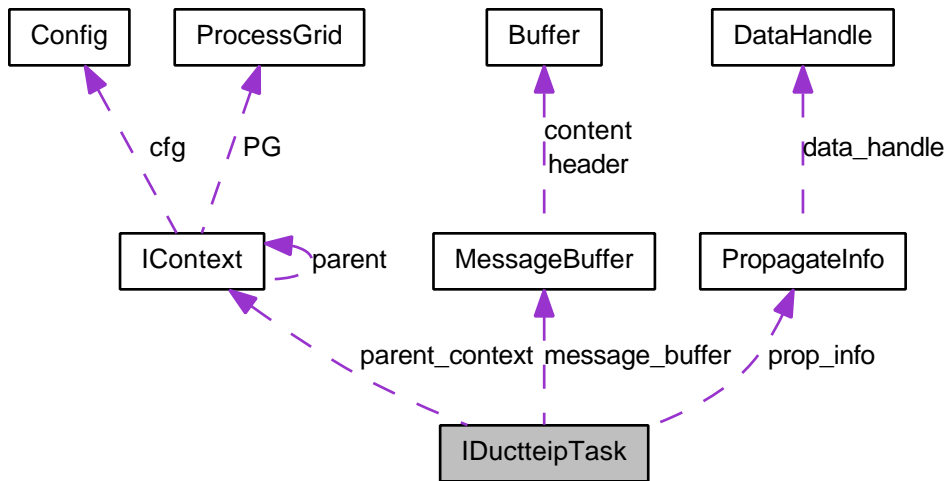 Config
ProcessGrid
Buffer
DataHandle
cfg
PG
content
header
data_handle
IContext
parent
MessageBuffer
PropagateInfo
parent_context
message_buffer
prop_info
IDuctteipTask